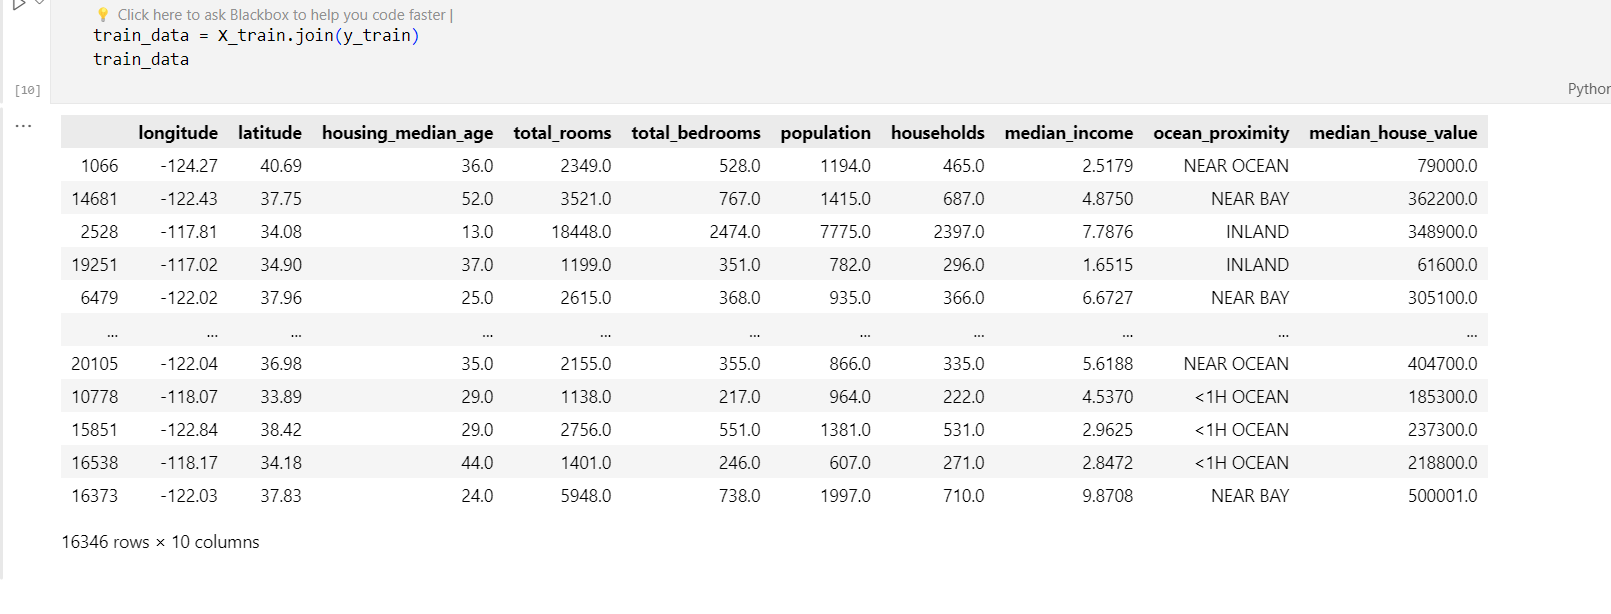 💡 Click here to ask Blackbox to help you code faster |
train_data = X_train.join(y_train)
train_data
[10]
Python
...
longitude latitude housing_median_age total_rooms total_bedrooms population households median_income ocean_proximity median_house_value
1066 -124.27 40.69 36.0 2349.0 528.0 1194.0 465.0 2.5179 NEAR OCEAN 79000.0
14681 -122.43 37.75 52.0 3521.0 767.0 1415.0 687.0 4.8750 NEAR BAY 362200.0
2528 -117.81 34.08 13.0 18448.0 2474.0 7775.0 2397.0 7.7876 INLAND 348900.0
19251 -117.02 34.90 37.0 1199.0 351.0 782.0 296.0 1.6515 INLAND 61600.0
6479 -122.02 37.96 25.0 2615.0 368.0 935.0 366.0 6.6727 NEAR BAY 305100.0
... ... ... ... ... ... ... ... ... ... ...
20105 -122.04 36.98 35.0 2155.0 355.0 866.0 335.0 5.6188 NEAR OCEAN 404700.0
10778 -118.07 33.89 29.0 1138.0 217.0 964.0 222.0 4.5370 <1H OCEAN 185300.0
15851 -122.84 38.42 29.0 2756.0 551.0 1381.0 531.0 2.9625 <1H OCEAN 237300.0
16538 -118.17 34.18 44.0 1401.0 246.0 607.0 271.0 2.8472 <1H OCEAN 218800.0
16373 -122.03 37.83 24.0 5948.0 738.0 1997.0 710.0 9.8708 NEAR BAY 500001.0
16346 rows × 10 columns